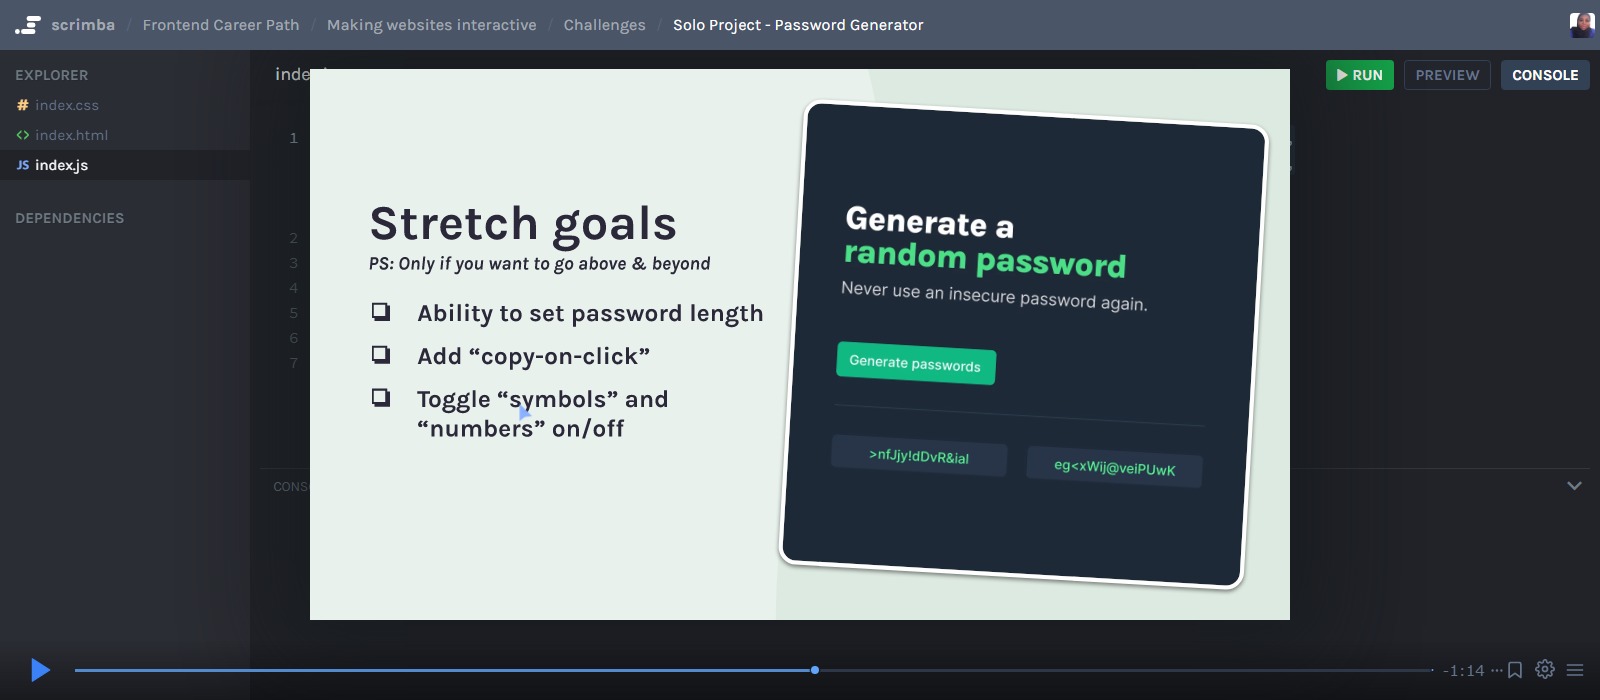 scrimba / Frontend Career Path / Making websites interactive / Challenges / Solo Project - Password Generator
EXPLORER
# index.css
<> index.html
JS index.js
DEPENDENCIES
RUN
PREVIEW
CONSOLE
1
2
3
4
5
6
7
Stretch goals
PS: Only if you want to go above & beyond
Ability to set password length
Add “copy-on-click”
Toggle “symbols” and
“numbers” on/off
Generate a
random password
Never use an insecure password again.
Generate passwords
>nfJjy!dDvR&ial
eg<xWij@veiPUwK
-1:14